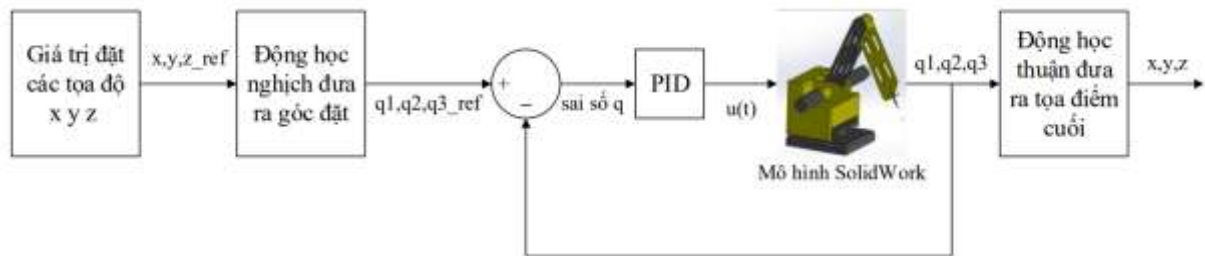 Giá trị đặt
các tọa độ
x y z
x,y,z_ref
Động học
nghịch đưa
ra góc đặt
q1,q2,q3_ref
+
−
sai số q
PID
u(t)
Mô hình SolidWork
q1,q2,q3
Động học
thuận đưa
ra tọa điểm
cuối
x,y,z